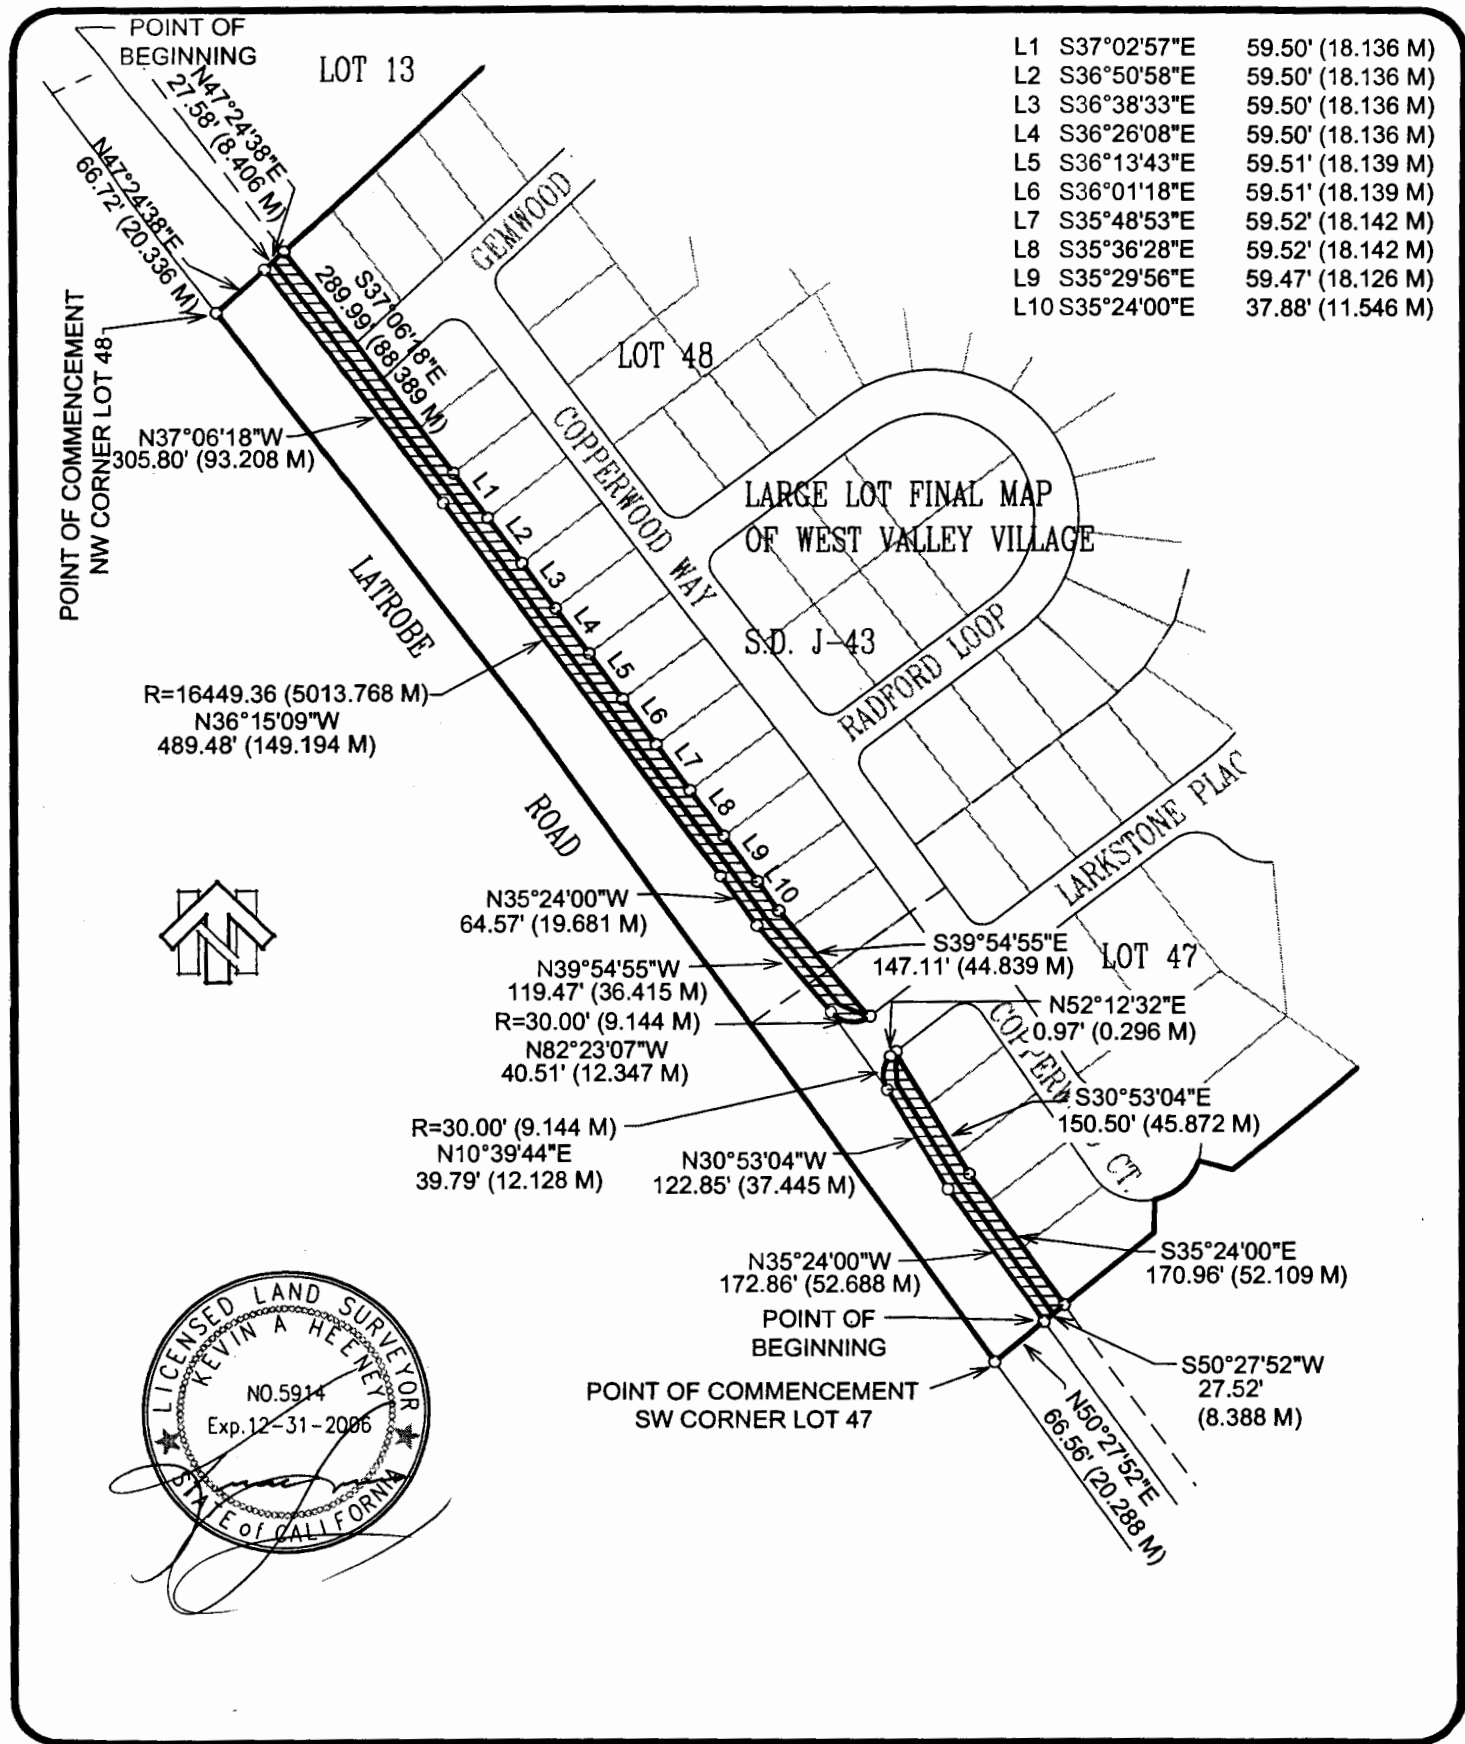 POINT OF
BEGINNING
LOT 13
N47°24'38"E
27.58' (8.406 M)
N47°24'38"E
66.72' (20.336 M)
L1 S37°02'57"E 59.50' (18.136 M)
L2 S36°50'58"E 59.50' (18.136 M)
L3 S36°38'33"E 59.50' (18.136 M)
L4 S36°26'08"E 59.50' (18.136 M)
L5 S36°13'43"E 59.51' (18.139 M)
L6 S36°01'18"E 59.51' (18.139 M)
L7 S35°48'53"E 59.52' (18.142 M)
L8 S35°36'28"E 59.52' (18.142 M)
L9 S35°29'56"E 59.47' (18.126 M)
L10 S35°24'00"E 37.88' (11.546 M)
GEMWOOD
POINT OF COMMENCEMENT
NW CORNER LOT 48
S37°06'18"E
289.99' (88.389 M)
LOT 48
N37°06'18"W
305.80' (93.208 M)
COPPERWOOD WAY
LARGE LOT FINAL MAP
OF WEST VALLEY VILLAGE
S.D. J-43
RADFORD LOOP
L1
L2
L3
L4
L5
L6
L7
L8
L9
L10
LATROBE
ROAD
R=16449.36 (5013.768 M)
N36°15'09"W
489.48' (149.194 M)
LARKSTONE PLAC
N35°24'00"W
64.57' (19.681 M)
S39°54'55"E
147.11' (44.839 M)
LOT 47
N39°54'55"W
119.47' (36.415 M)
R=30.00' (9.144 M)
N82°23'07"W
40.51' (12.347 M)
N52°12'32"E
0.97' (0.296 M)
CT.
S30°53'04"E
150.50' (45.872 M)
R=30.00' (9.144 M)
N10°39'44"E
39.79' (12.128 M)
N30°53'04"W
122.85' (37.445 M)
N35°24'00"W
172.86' (52.688 M)
S35°24'00"E
170.96' (52.109 M)
POINT OF
BEGINNING
POINT OF COMMENCEMENT
SW CORNER LOT 47
S50°27'52"W
27.52'
(8.388 M)
N50°27'52"E
66.56' (20.288 M)
LICENSED LAND SURVEYOR
KEVIN A HEENEY
NO.5914
Exp.12-31-2006
STATE of CALIFORNIA